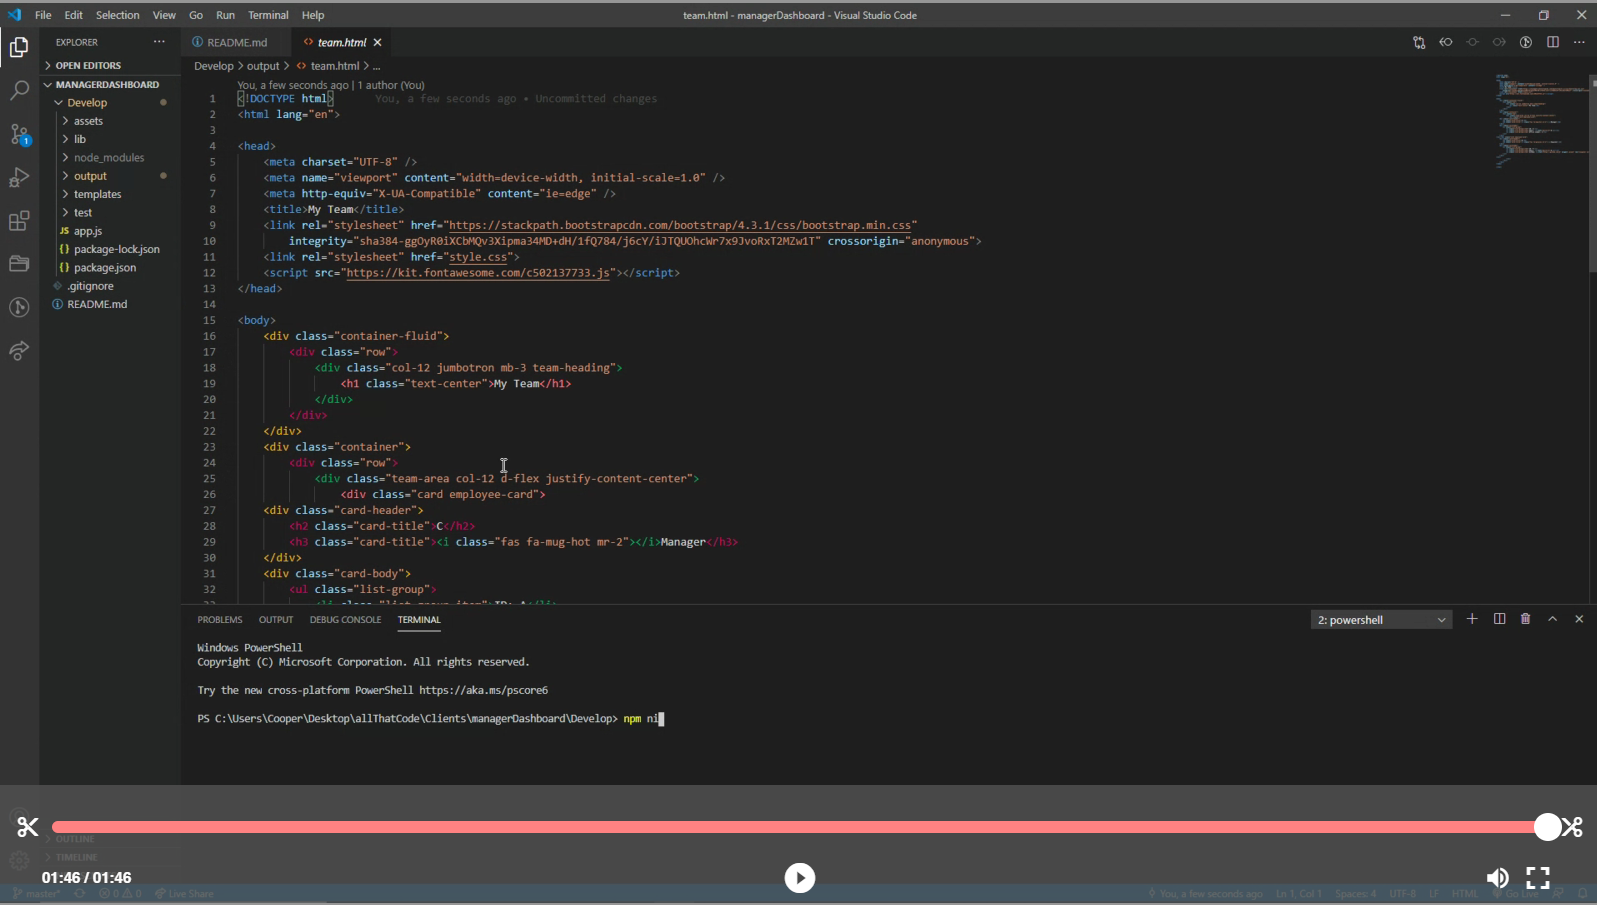 File Edit Selection View Go Run Terminal Help
team.html - managerDashboard - Visual Studio Code
EXPLORER
OPEN EDITORS
MANAGERDASHBOARD
Develop
assets
lib
node_modules
output
templates
test
JS app.js
{} package-lock.json
{} package.json
.gitignore
README.md
OUTLINE
TIMELINE
1
README.md
team.html
Develop > output > <> team.html > ...
You, a few seconds ago | 1 author (You)
1 <!DOCTYPE html> You, a few seconds ago • Uncommitted changes
2 <html lang="en">
3
4 <head>
5 <meta charset="UTF-8" />
6 <meta name="viewport" content="width=device-width, initial-scale=1.0" />
7 <meta http-equiv="X-UA-Compatible" content="ie=edge" />
8 <title>My Team</title>
9 <link rel="stylesheet" href="https://stackpath.bootstrapcdn.com/bootstrap/4.3.1/css/bootstrap.min.css"
10 integrity="sha384-ggOyR0iXCbMQv3Xipma34MD+dH/1fQ784/j6cY/iJTQUOhcWr7x9JvoRxT2MZw1T" crossorigin="anonymous">
11 <link rel="stylesheet" href="style.css">
12 <script src="https://kit.fontawesome.com/c502137733.js"></script>
13 </head>
14
15 <body>
16 <div class="container-fluid">
17 <div class="row">
18 <div class="col-12 jumbotron mb-3 team-heading">
19 <h1 class="text-center">My Team</h1>
20 </div>
21 </div>
22 </div>
23 <div class="container">
24 <div class="row">
25 <div class="team-area col-12 d-flex justify-content-center">
26 <div class="card employee-card">
27 <div class="card-header">
28 <h2 class="card-title">C</h2>
29 <h3 class="card-title"><i class="fas fa-mug-hot mr-2"></i>Manager</h3>
30 </div>
31 <div class="card-body">
32 <ul class="list-group">
PROBLEMS OUTPUT DEBUG CONSOLE TERMINAL
2: powershell
Windows PowerShell
Copyright (C) Microsoft Corporation. All rights reserved.
Try the new cross-platform PowerShell https://aka.ms/pscore6
PS C:\Users\Cooper\Desktop\allThatCode\Clients\managerDashboard\Develop> npm ni
01:46 / 01:46
master* 0 0 Live Share
You, a few seconds ago Ln 1, Col 1 Spaces: 4 UTF-8 LF HTML Go Live